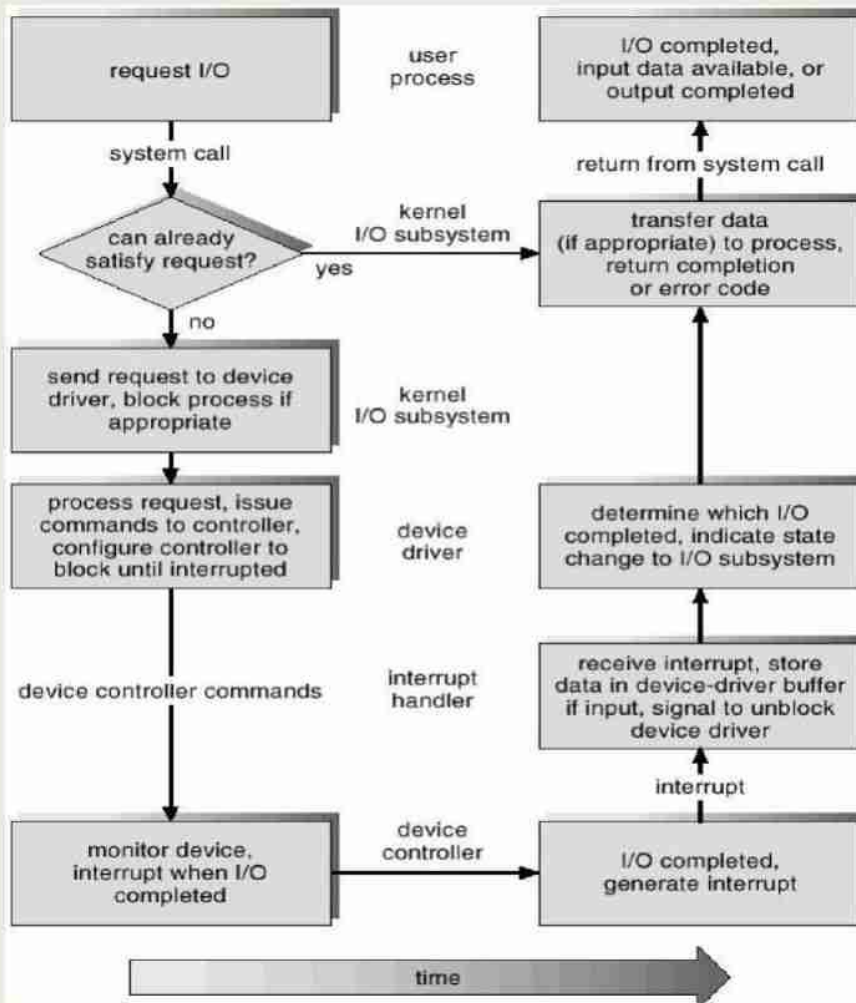 request I/O
user
process
I/O completed,
input data available, or
output completed
system call
return from system call
can already
satisfy request?
kernel
I/O subsystem
yes
transfer data
(if appropriate) to process,
return completion
or error code
no
send request to device
driver, block process if
appropriate
kernel
I/O subsystem
process request, issue
commands to controller,
configure controller to
block until interrupted
device
driver
determine which I/O
completed, indicate state
change to I/O subsystem
device controller commands
interrupt
handler
receive interrupt, store
data in device-driver buffer
if input, signal to unblock
device driver
interrupt
monitor device,
interrupt when I/O
completed
device
controller
I/O completed,
generate interrupt
time